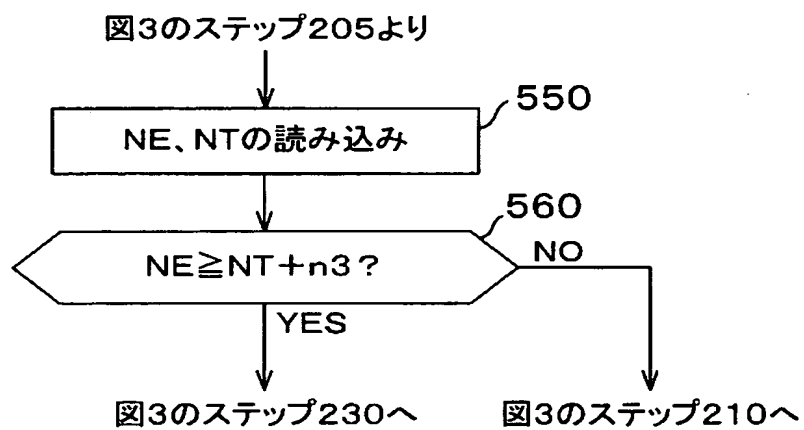 図3のステップ205より
550
NE、NTの読み込み
560
NE≧NT+n3?
NO
YES
図3のステップ230へ
図3のステップ210へ